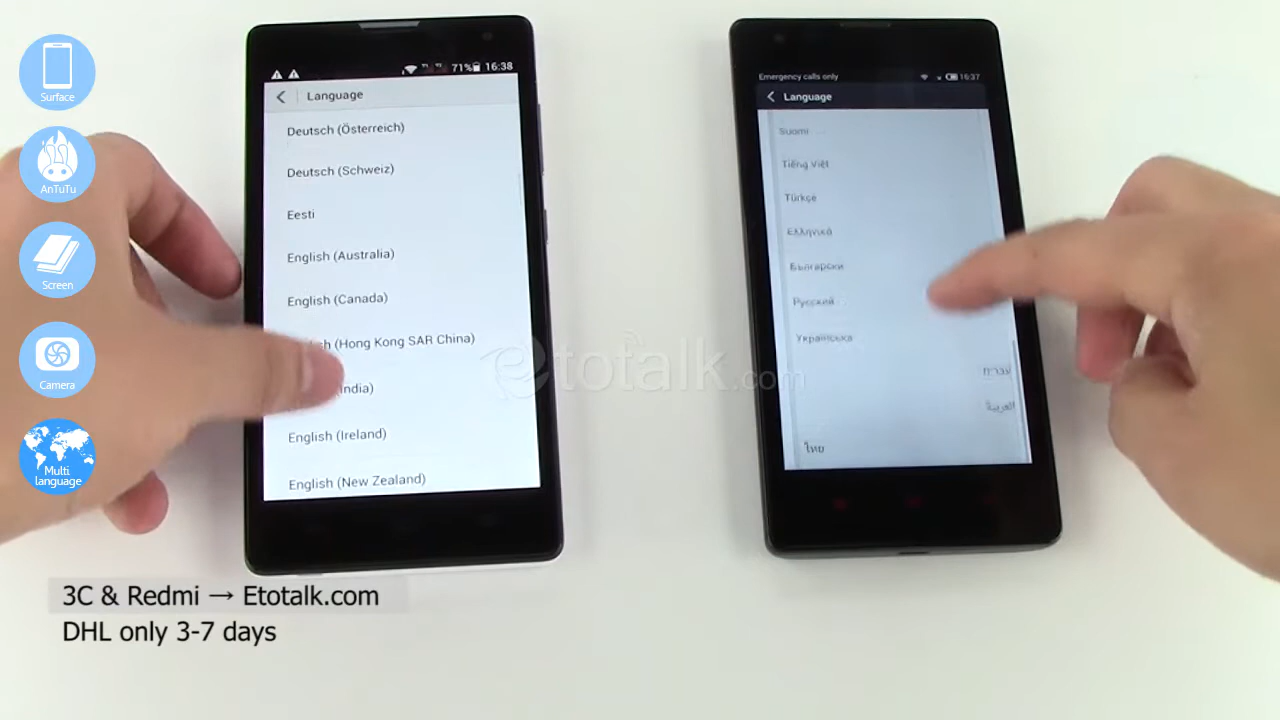 Surface
AnTuTu
Screen
Camera
Multi
language
71% 16:38
Language
Deutsch (Österreich)
Deutsch (Schweiz)
Eesti
English (Australia)
English (Canada)
(Hong Kong SAR China)
India)
English (Ireland)
English (New Zealand)
Emergency calls only
16:37
Language
Suomi
Tiếng Việt
Türkçe
Ελληνικά
Български
Русский
Українська
עברית
العربية
ไทย
etotalk.com
3C & Redmi → Etotalk.com
DHL only 3-7 days